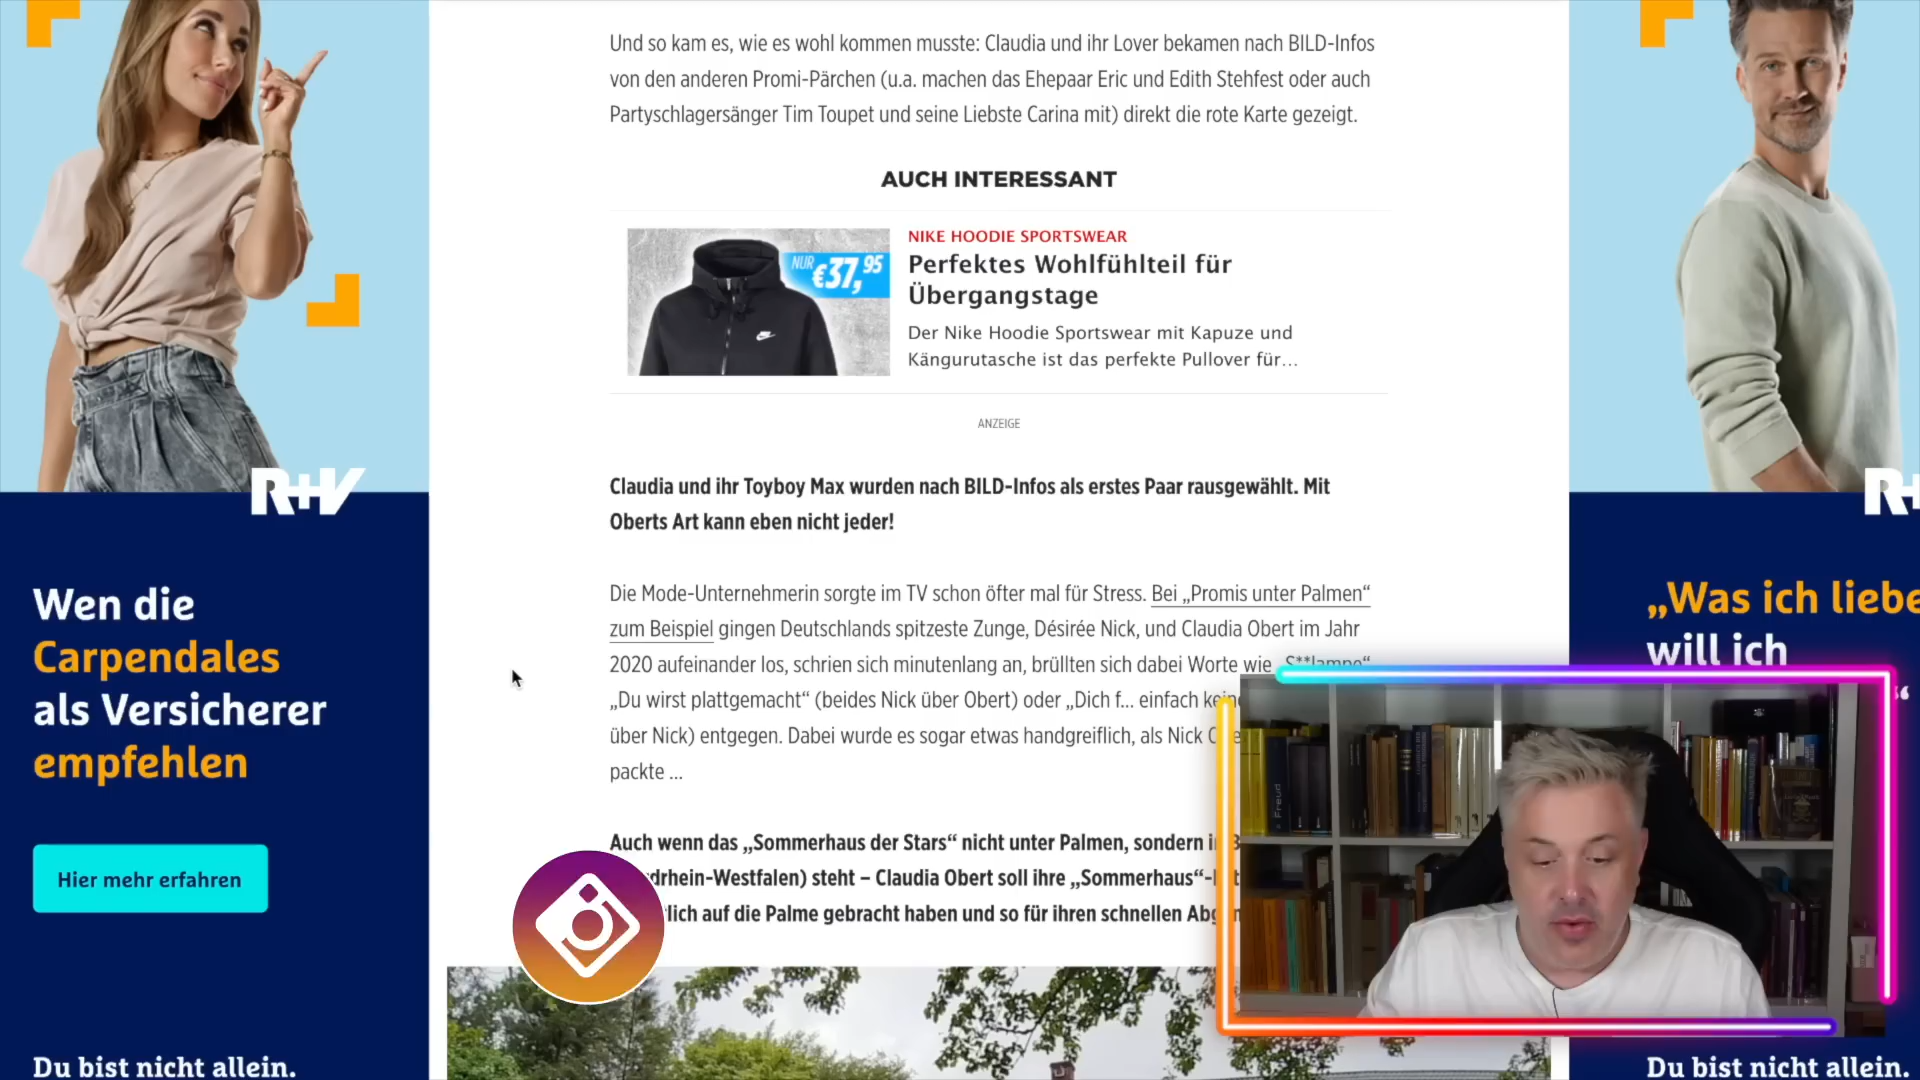 Und so kam es, wie es wohl kommen musste: Claudia und ihr Lover bekamen nach BILD-Infos
von den anderen Promi-Pärchen (u.a. machen das Ehepaar Eric und Edith Stehfest oder auch
Partyschlagersänger Tim Toupet und seine Liebste Carina mit) direkt die rote Karte gezeigt.
AUCH INTERESSANT
NUR €37,95
NIKE HOODIE SPORTSWEAR
Perfektes Wohlfühlteil für
Übergangstage
Der Nike Hoodie Sportswear mit Kapuze und
Kängurutasche ist das perfekte Pullover für...
ANZEIGE
Claudia und ihr Toyboy Max wurden nach BILD-Infos als erstes Paar rausgewählt. Mit
Oberts Art kann eben nicht jeder!
Die Mode-Unternehmerin sorgte im TV schon öfter mal für Stress. Bei „Promis unter Palmen“
zum Beispiel gingen Deutschlands spitzeste Zunge, Désirée Nick, und Claudia Obert im Jahr
2020 aufeinander los, schrien sich minutenlang an, brüllten sich dabei Worte wie „S**lampe“
„Du wirst plattgemacht“ (beides Nick über Obert) oder „Dich f... einfach
über Nick) entgegen. Dabei wurde es sogar etwas handgreiflich, als Nick
packte ...
Auch wenn das „Sommerhaus der Stars“ nicht unter Palmen, sondern
drhein-Westfalen) steht – Claudia Obert soll ihre „Sommerhaus“-
lich auf die Palme gebracht haben und so für ihren schnellen
R+V
Wen die
Carpendales
als Versicherer
empfehlen
Hier mehr erfahren
Du bist nicht allein.
R+
„Was ich liebe
will ich
“
Du bist nicht allein.
Freud